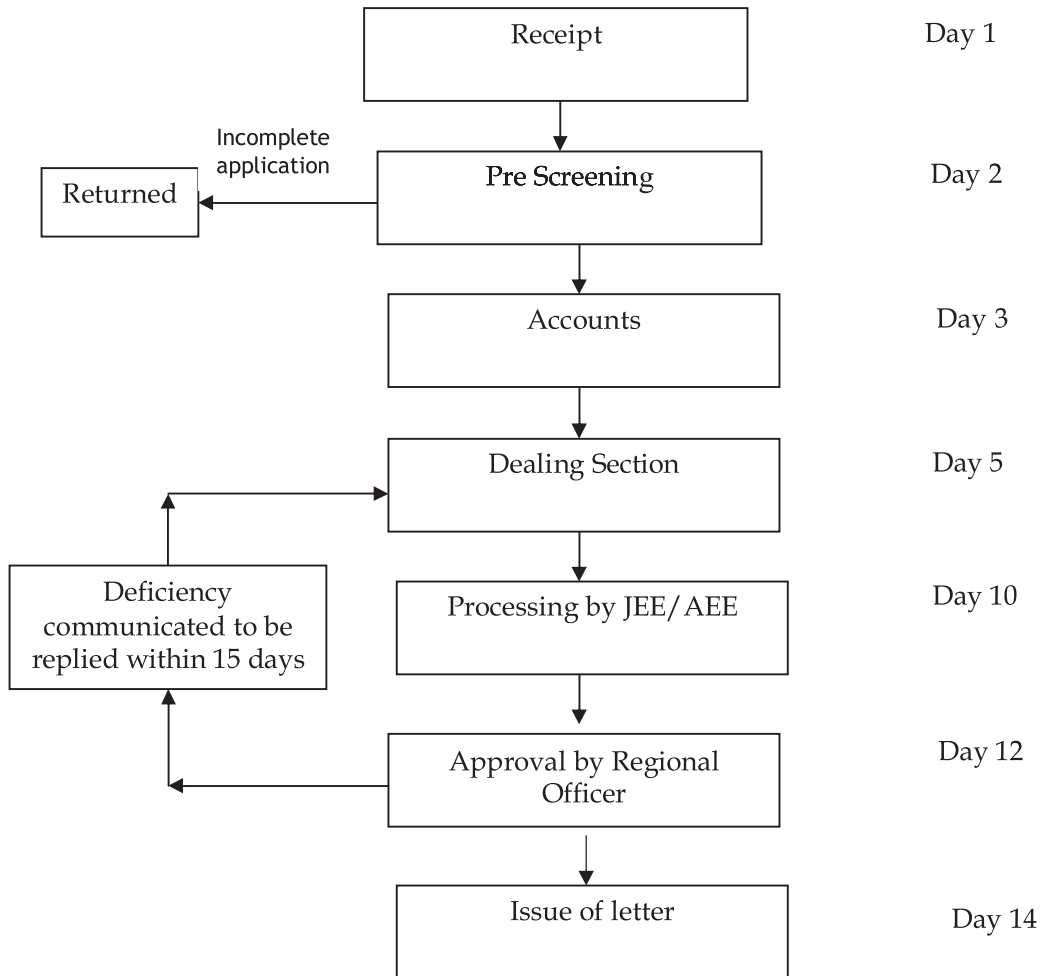 Receipt
Day 1
Incomplete
application
Returned
Pre Screening
Day 2
Accounts
Day 3
Dealing Section
Day 5
Deficiency
communicated to be
replied within 15 days
Processing by JEE/AEE
Day 10
Approval by Regional
Officer
Day 12
Issue of letter
Day 14